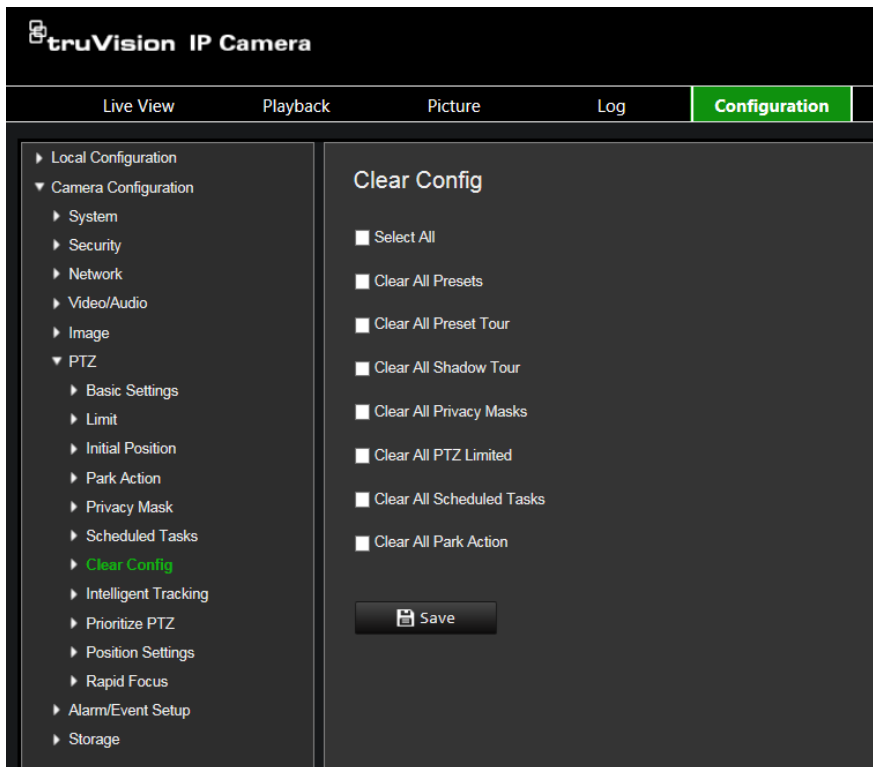 truVision IP Camera
Live View Playback Picture Log Configuration
Local Configuration
Camera Configuration
System
Security
Network
Video/Audio
Image
PTZ
Basic Settings
Limit
Initial Position
Park Action
Privacy Mask
Scheduled Tasks
Clear Config
Intelligent Tracking
Prioritize PTZ
Position Settings
Rapid Focus
Alarm/Event Setup
Storage
Clear Config
Select All
Clear All Presets
Clear All Preset Tour
Clear All Shadow Tour
Clear All Privacy Masks
Clear All PTZ Limited
Clear All Scheduled Tasks
Clear All Park Action
Save